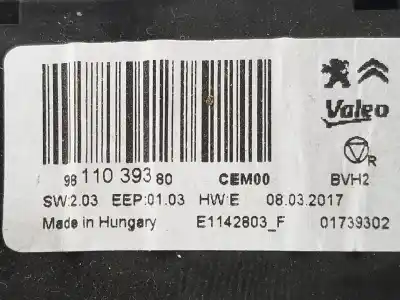 Valeo
R
98 110 393 80 CEM00 BVH2
SW:2.03 EEP:01.03 HW:E 08.03.2017
Made in Hungary E1142803_F 01739302